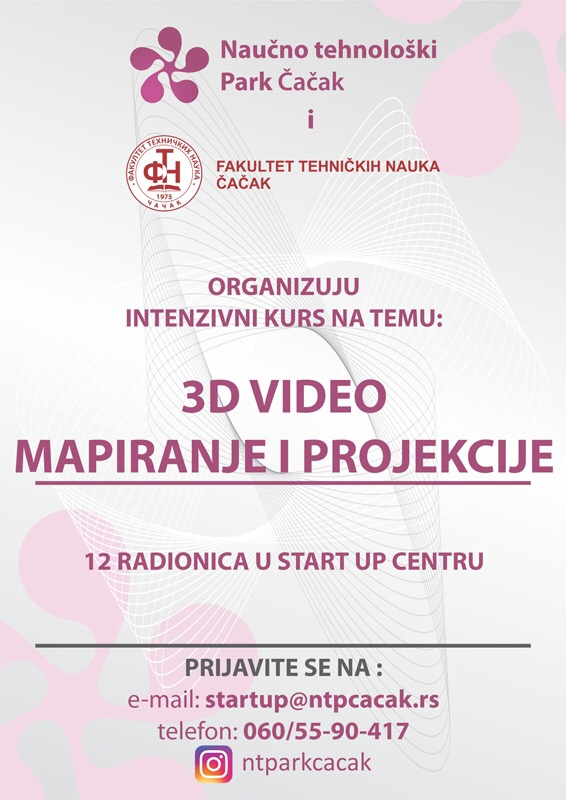 Naučno tehnološki
Park Čačak
i
ФАКУЛТЕТ ТЕХНИЧКИХ НАУКА
ФТН
1975
ЧАЧАК
FAKULTET TEHNIČKIH NAUKA
ČAČAK
ORGANIZUJU
INTENZIVNI KURS NA TEMU:
3D VIDEO
MAPIRANJE I PROJEKCIJE
12 RADIONICA U START UP CENTRU
PRIJAVITE SE NA :
e-mail: startup@ntpcacak.rs
telefon: 060/55-90-417
ntparkcacak